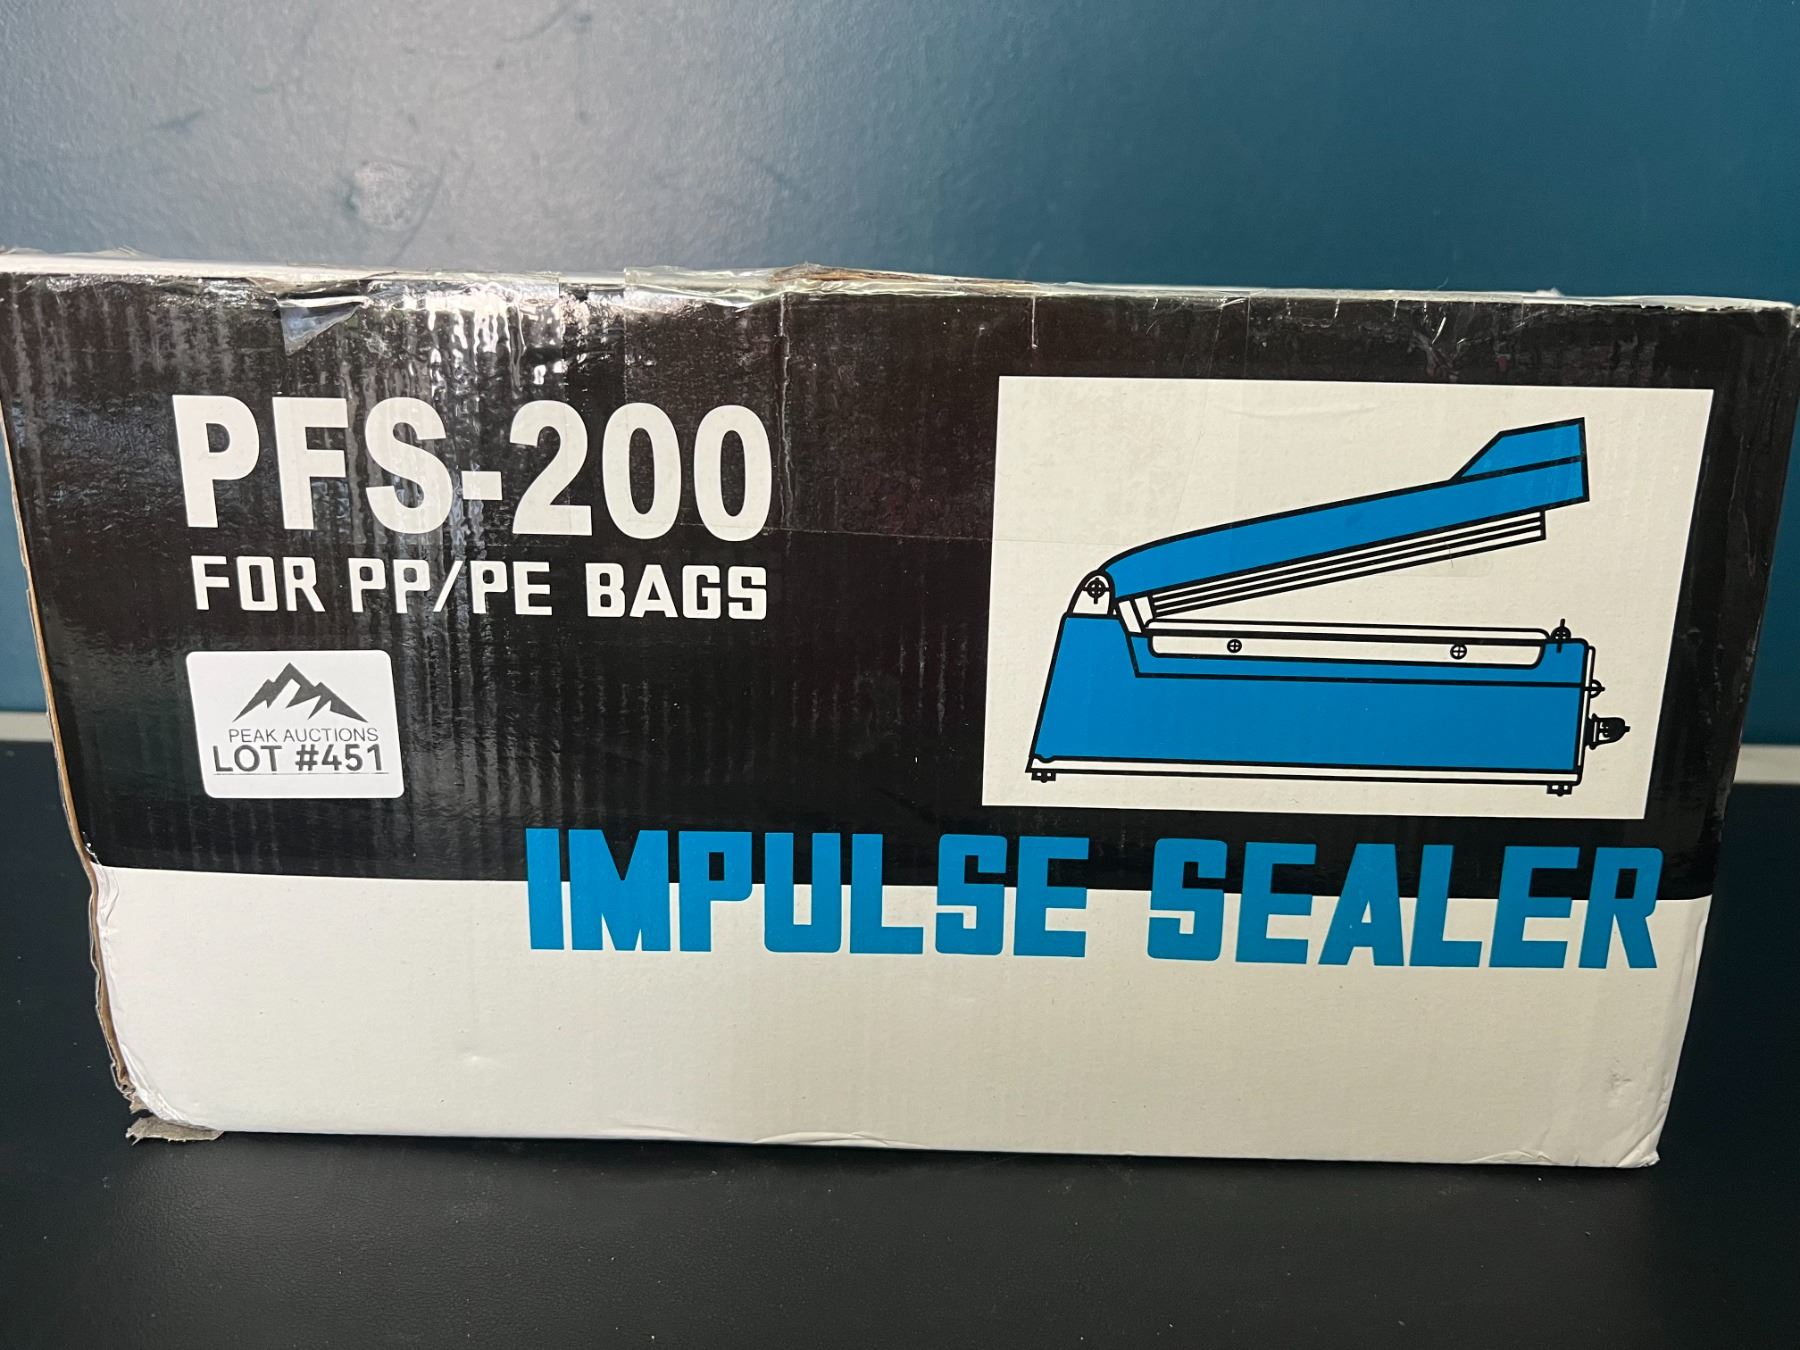 PFS-200
FOR PP/PE BAGS
PEAK AUCTIONS
LOT #451
IMPULSE SEALER